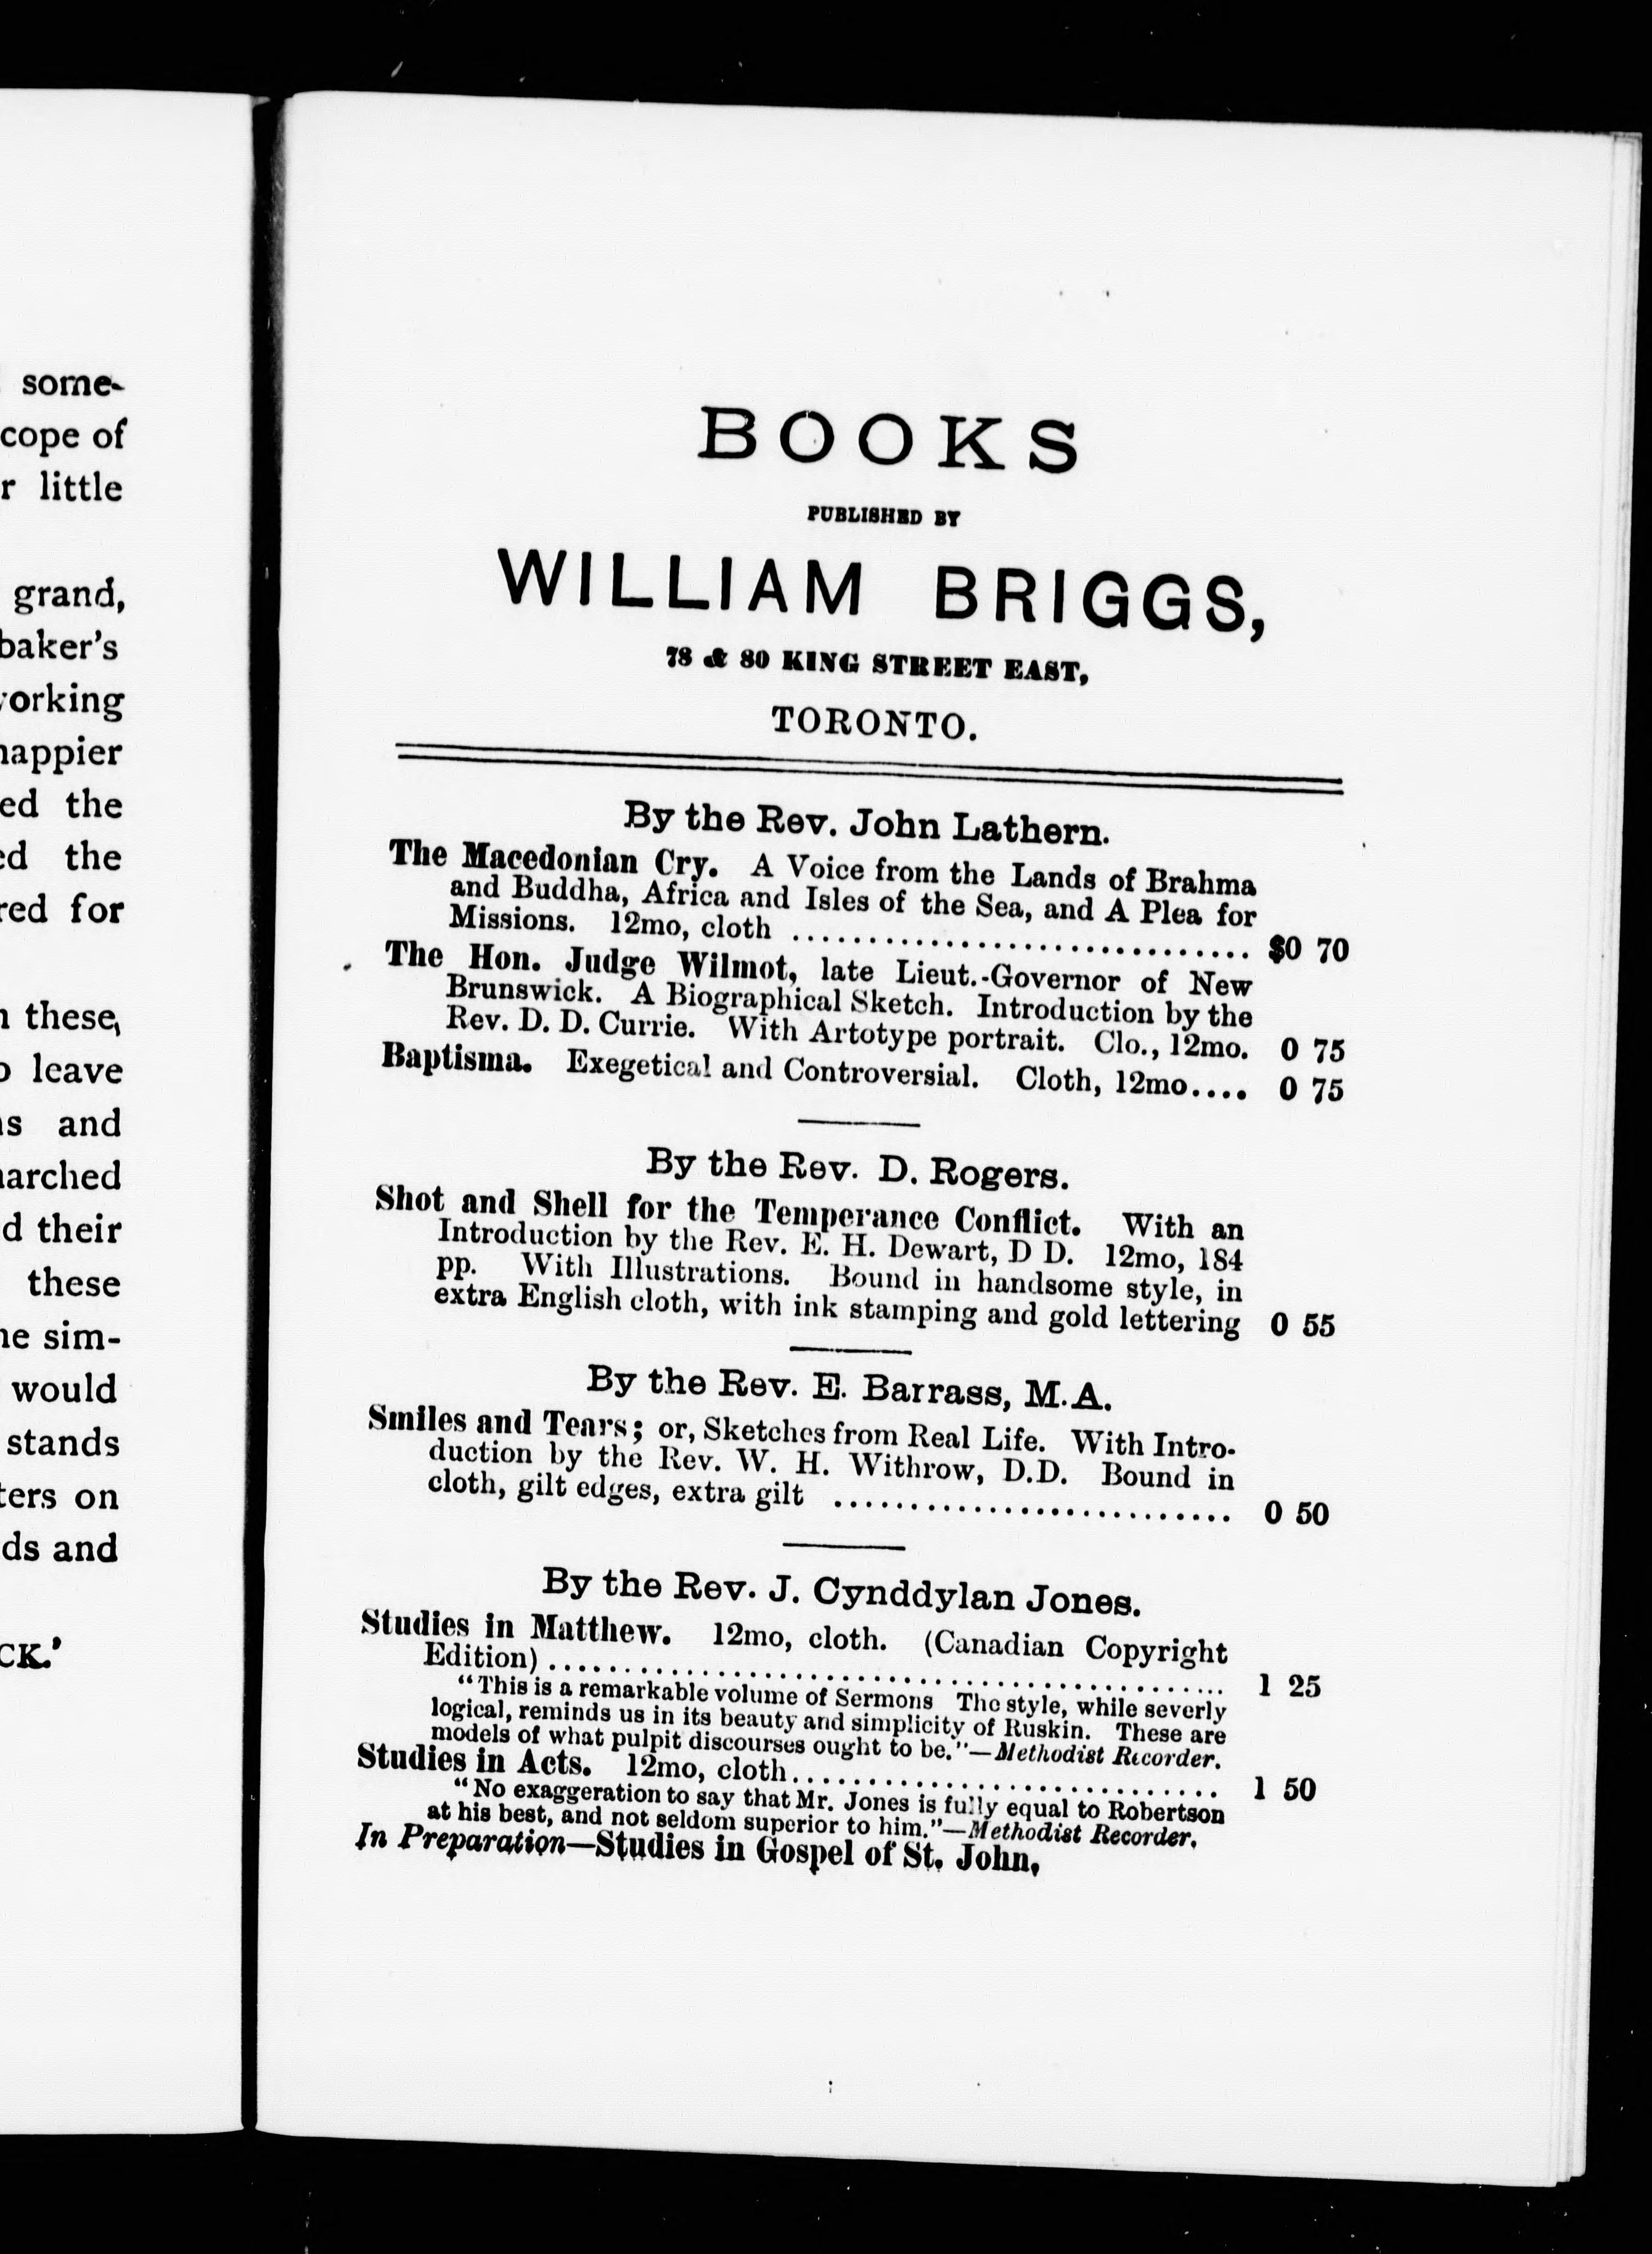 some-
cope of
r little
grand,
baker's
orking
happier
ed the
ed the
red for
these,
leave
and
arched
d their
these
ne sim-
would
stands
ters on
ds and
CK.'
BOOKS
PUBLISHED BY
WILLIAM BRIGGS,
78 & 80 KING STREET EAST,
TORONTO.
By the Rev. John Lathern.
The Macedonian Cry. A Voice from the Lands of Brahma
and Buddha, Africa and Isles of the Sea, and A Plea for
Missions. 12mo, cloth .............................. $0 70
The Hon. Judge Wilmot, late Lieut.-Governor of New
Brunswick. A Biographical Sketch. Introduction by the
Rev. D. D. Currie. With Artotype portrait. Clo., 12mo. 0 75
Baptisma. Exegetical and Controversial. Cloth, 12mo.... 0 75
By the Rev. D. Rogers.
Shot and Shell for the Temperance Conflict. With an
Introduction by the Rev. E. H. Dewart, D D. 12mo, 184
pp. With Illustrations. Bound in handsome style, in
extra English cloth, with ink stamping and gold lettering 0 55
By the Rev. E. Barrass, M.A.
Smiles and Tears; or, Sketches from Real Life. With Intro-
duction by the Rev. W. H. Withrow, D.D. Bound in
cloth, gilt edges, extra gilt .......................... 0 50
By the Rev. J. Cynddylan Jones.
Studies in Matthew. 12mo, cloth. (Canadian Copyright
Edition) ............................................. 1 25
"This is a remarkable volume of Sermons The style, while severly
logical, reminds us in its beauty and simplicity of Ruskin. These are
models of what pulpit discourses ought to be."—Methodist Recorder.
Studies in Acts. 12mo, cloth ............................ 1 50
"No exaggeration to say that Mr. Jones is fully equal to Robertson
at his best, and not seldom superior to him."—Methodist Recorder.
In Preparation—Studies in Gospel of St. John,